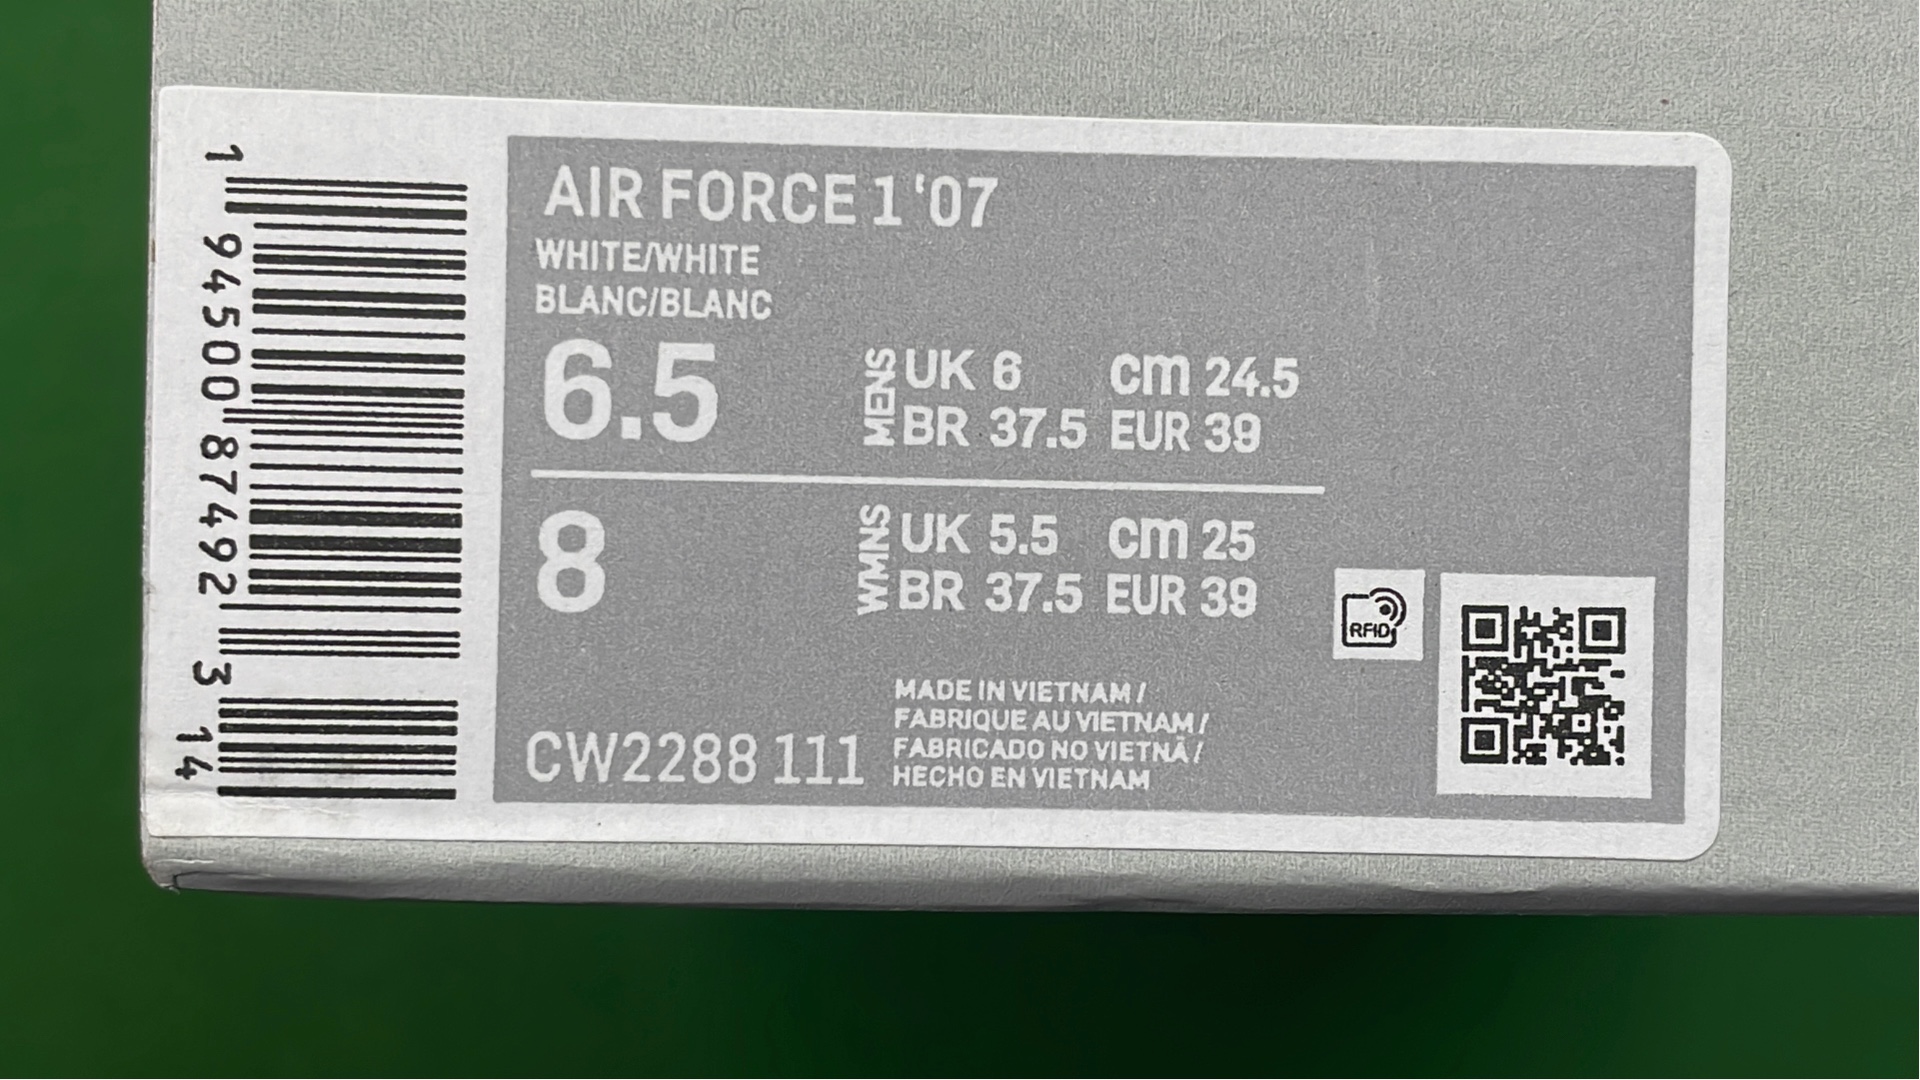 1 94500 87492 3 14
AIR FORCE 1 '07
WHITE/WHITE
BLANC/BLANC
6.5 MENS UK 6 cm 24.5
BR 37.5 EUR 39
8 WMNS UK 5.5 cm 25
BR 37.5 EUR 39
RFID
MADE IN VIETNAM /
FABRIQUE AU VIETNAM /
FABRICADO NO VIETNÃ /
HECHO EN VIETNAM
CW2288 111